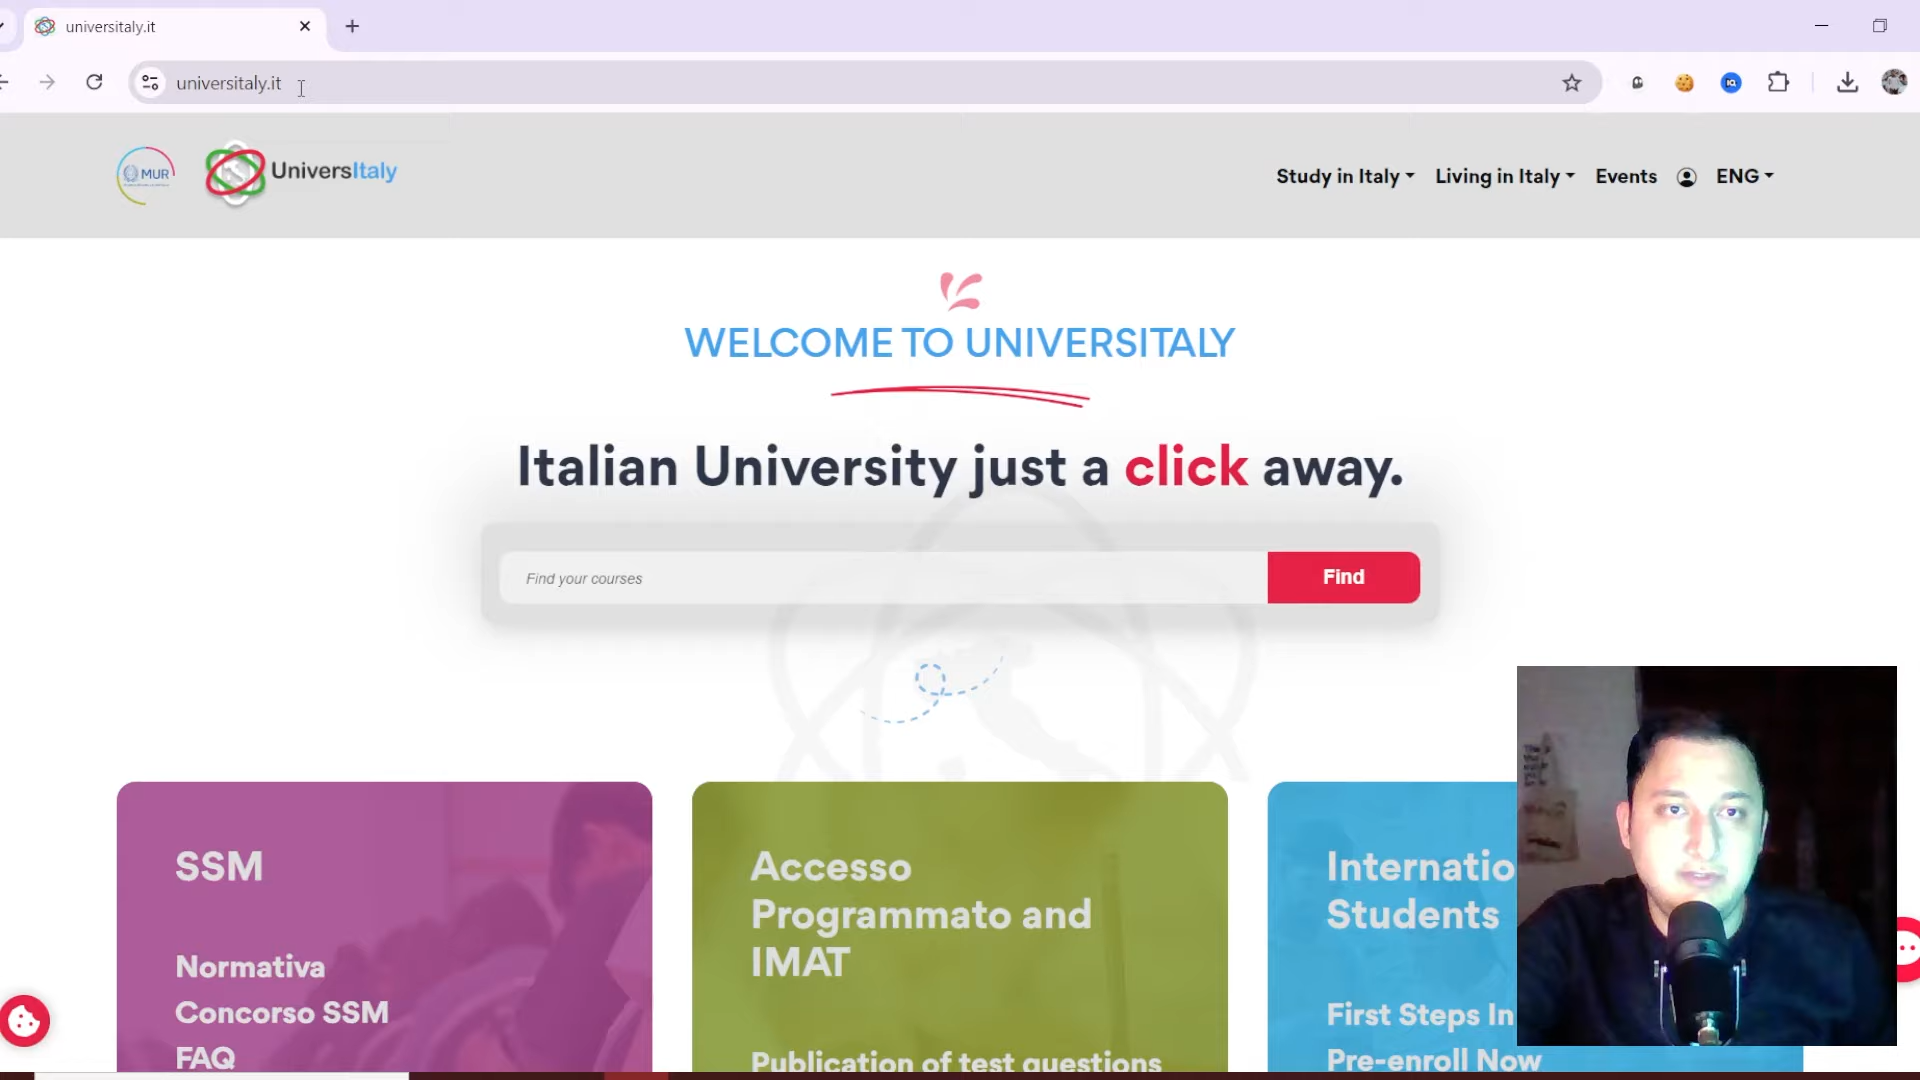 universitaly.it
universitaly.it
MUR
UniversItaly
Study in Italy
Living in Italy
Events
ENG
WELCOME TO UNIVERSITALY
Italian University just a click away.
Find your courses
Find
SSM
Normativa
Concorso SSM
FAQ
Accesso
Programmato and
IMAT
Publication of test questions
Internatio
Students
First Steps In
Pre-enroll Now